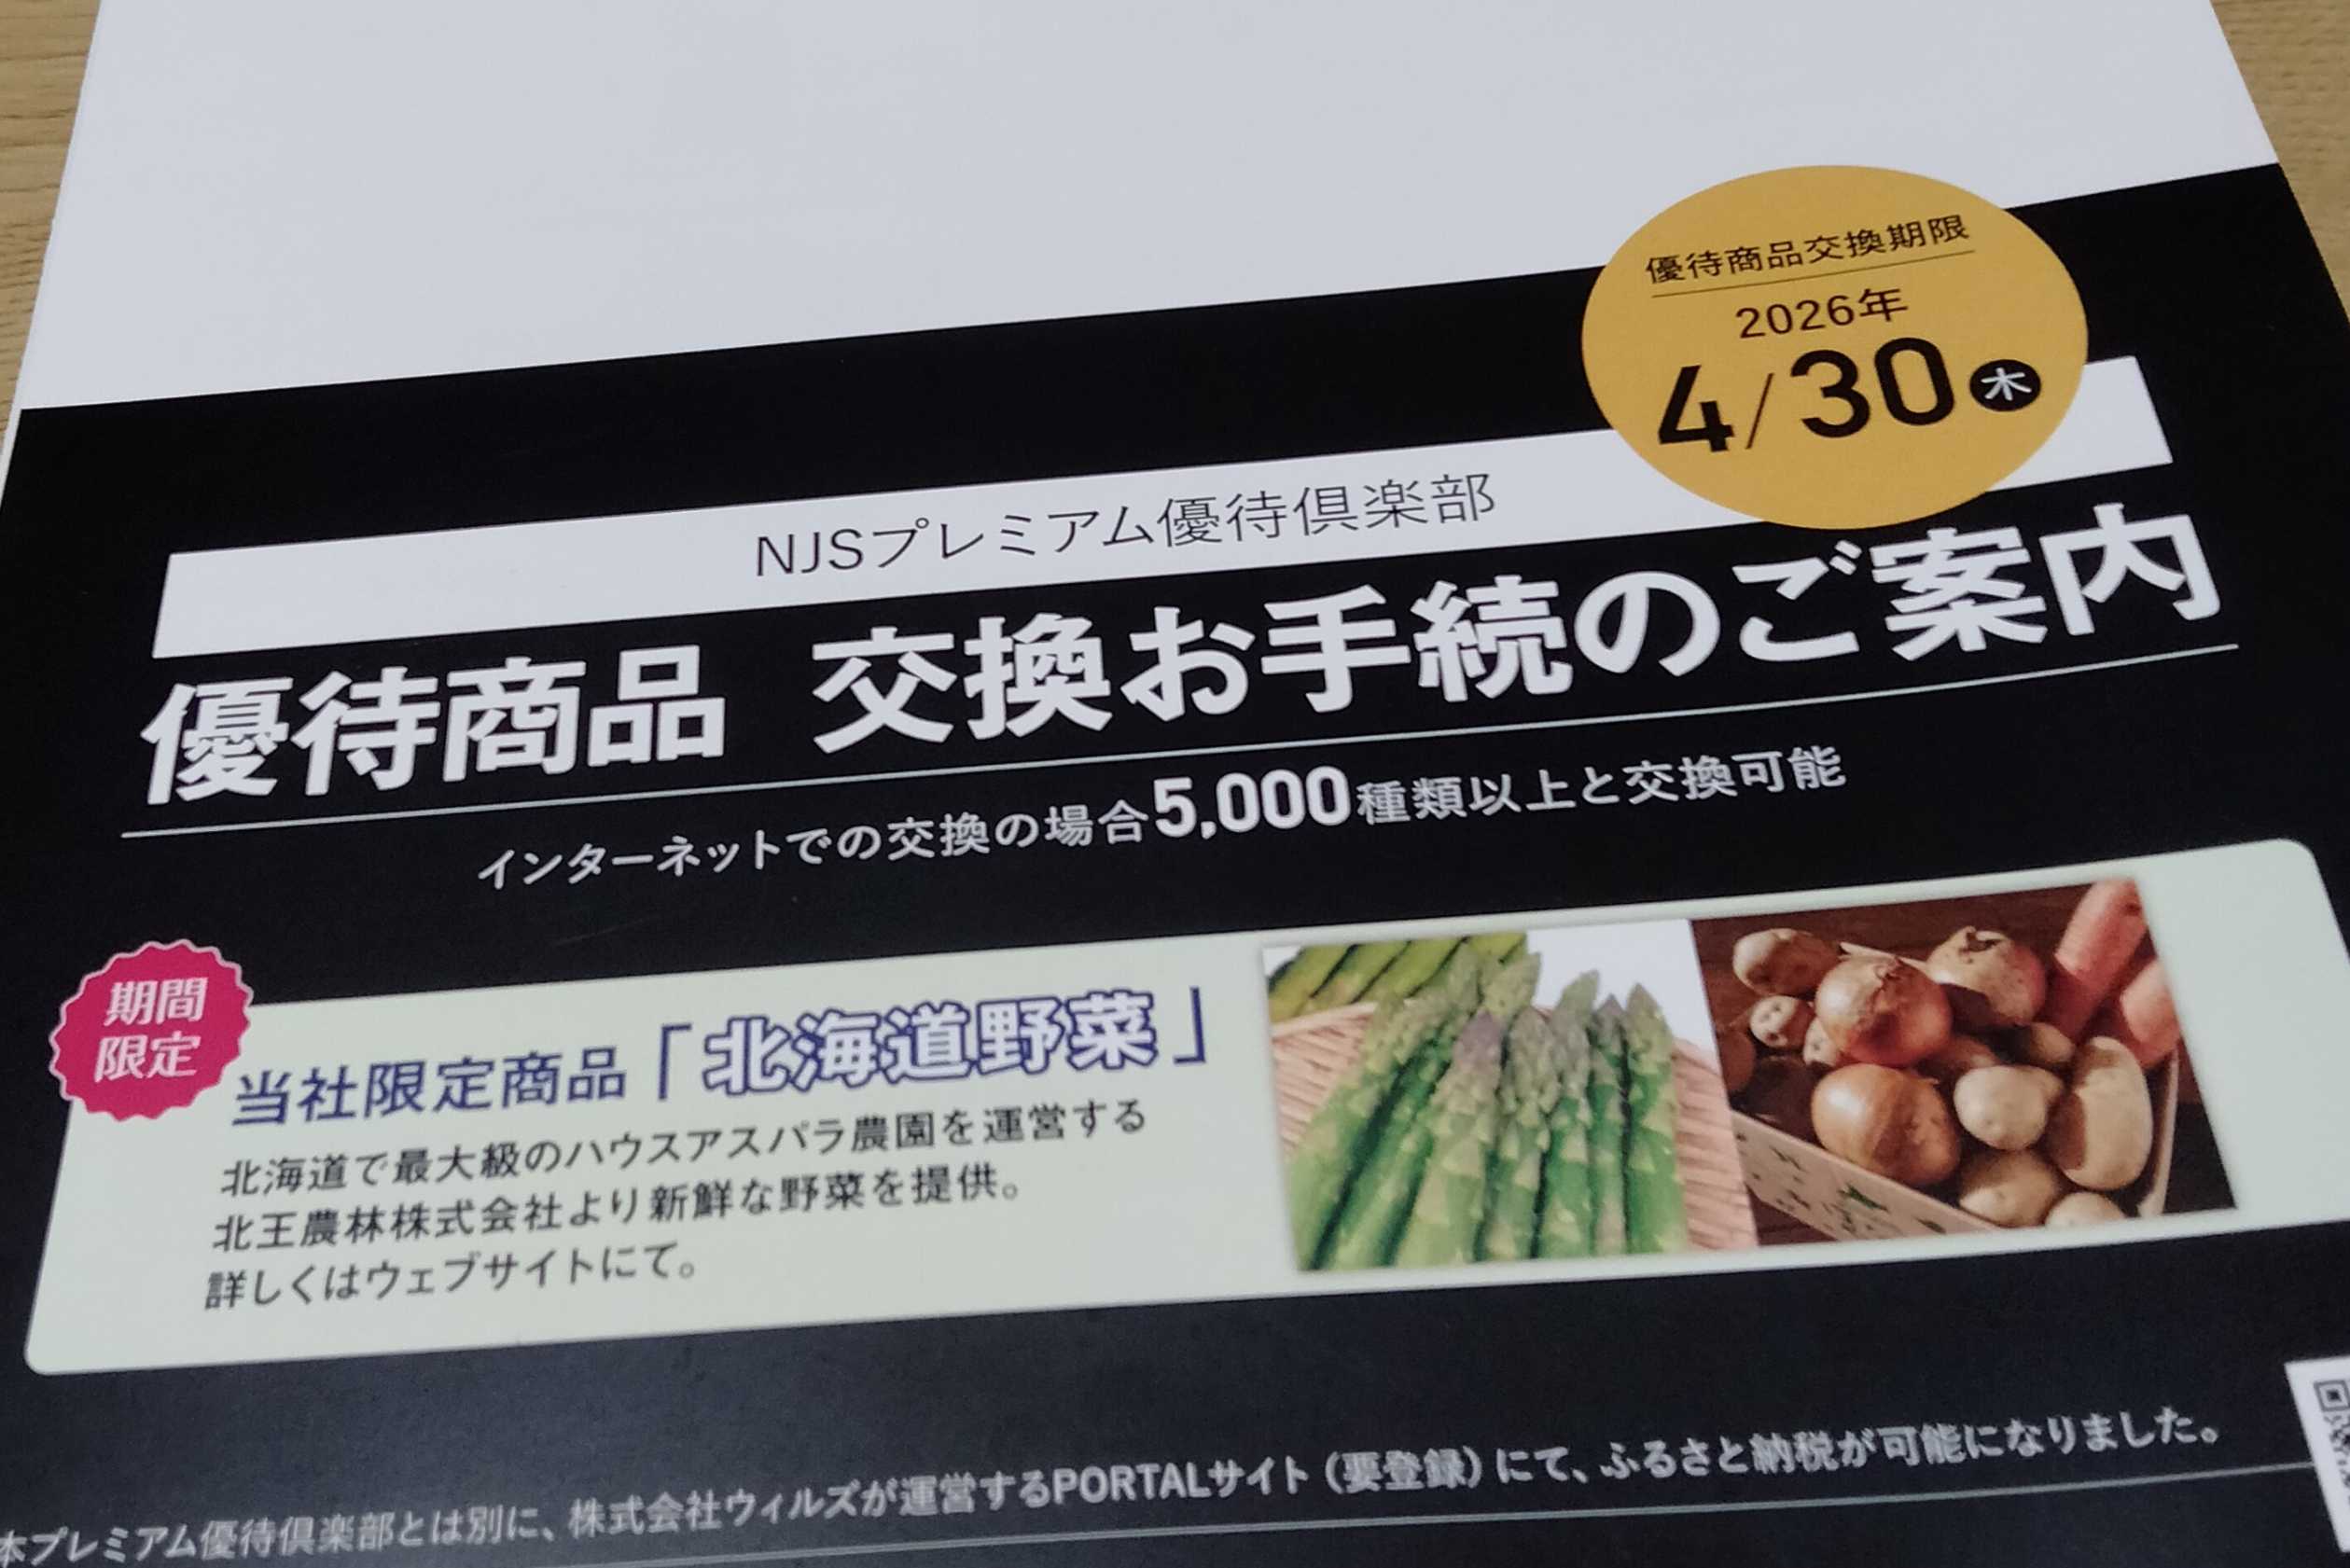 優待商品交換期限
2026年
4/30木
NJSプレミアム優待倶楽部
優待商品 交換お手続のご案内
インターネットでの交換の場合5,000種類以上と交換可能
期間
限定
当社限定商品「北海道野菜」
北海道で最大級のハウスアスパラ農園を運営する
北王農林株式会社より新鮮な野菜を提供。
詳しくはウェブサイトにて。
本プレミアム優待倶楽部とは別に、株式会社ウィルズが運営するPORTALサイト（要登録）にて、ふるさと納税が可能になりました。